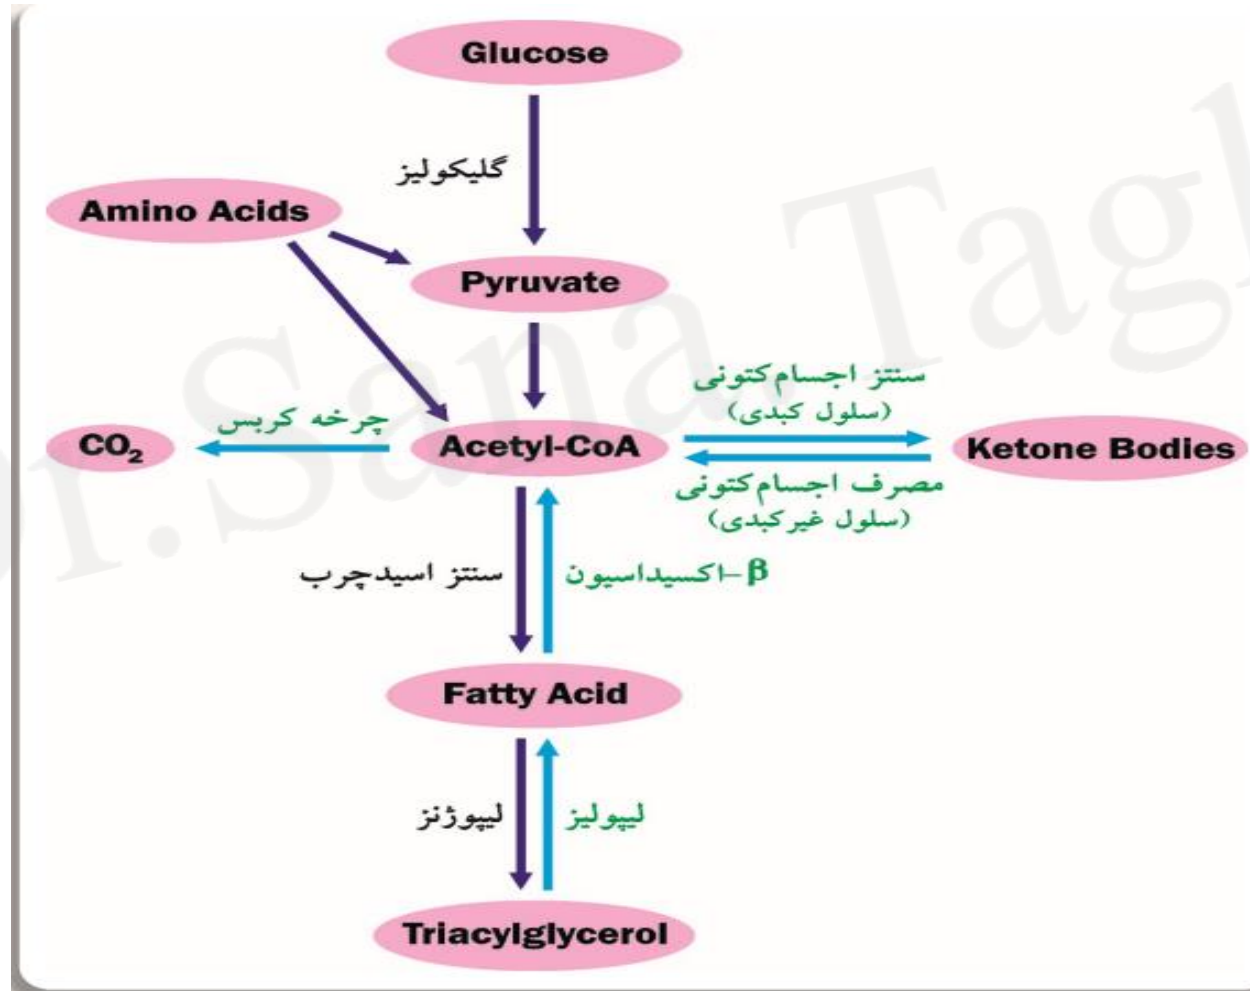 Glucose
گلیکولیز
Amino Acids
Pyruvate
سنتز اجسام کتونی
(سلول کبدی)
چرخه کربس
CO₂
Acetyl-CoA
Ketone Bodies
مصرف اجسام کتونی
(سلول غیرکبدی)
سنتز اسیدچرب
β-اکسیداسیون
Fatty Acid
لیپوژنز
لیپولیز
Triacylglycerol